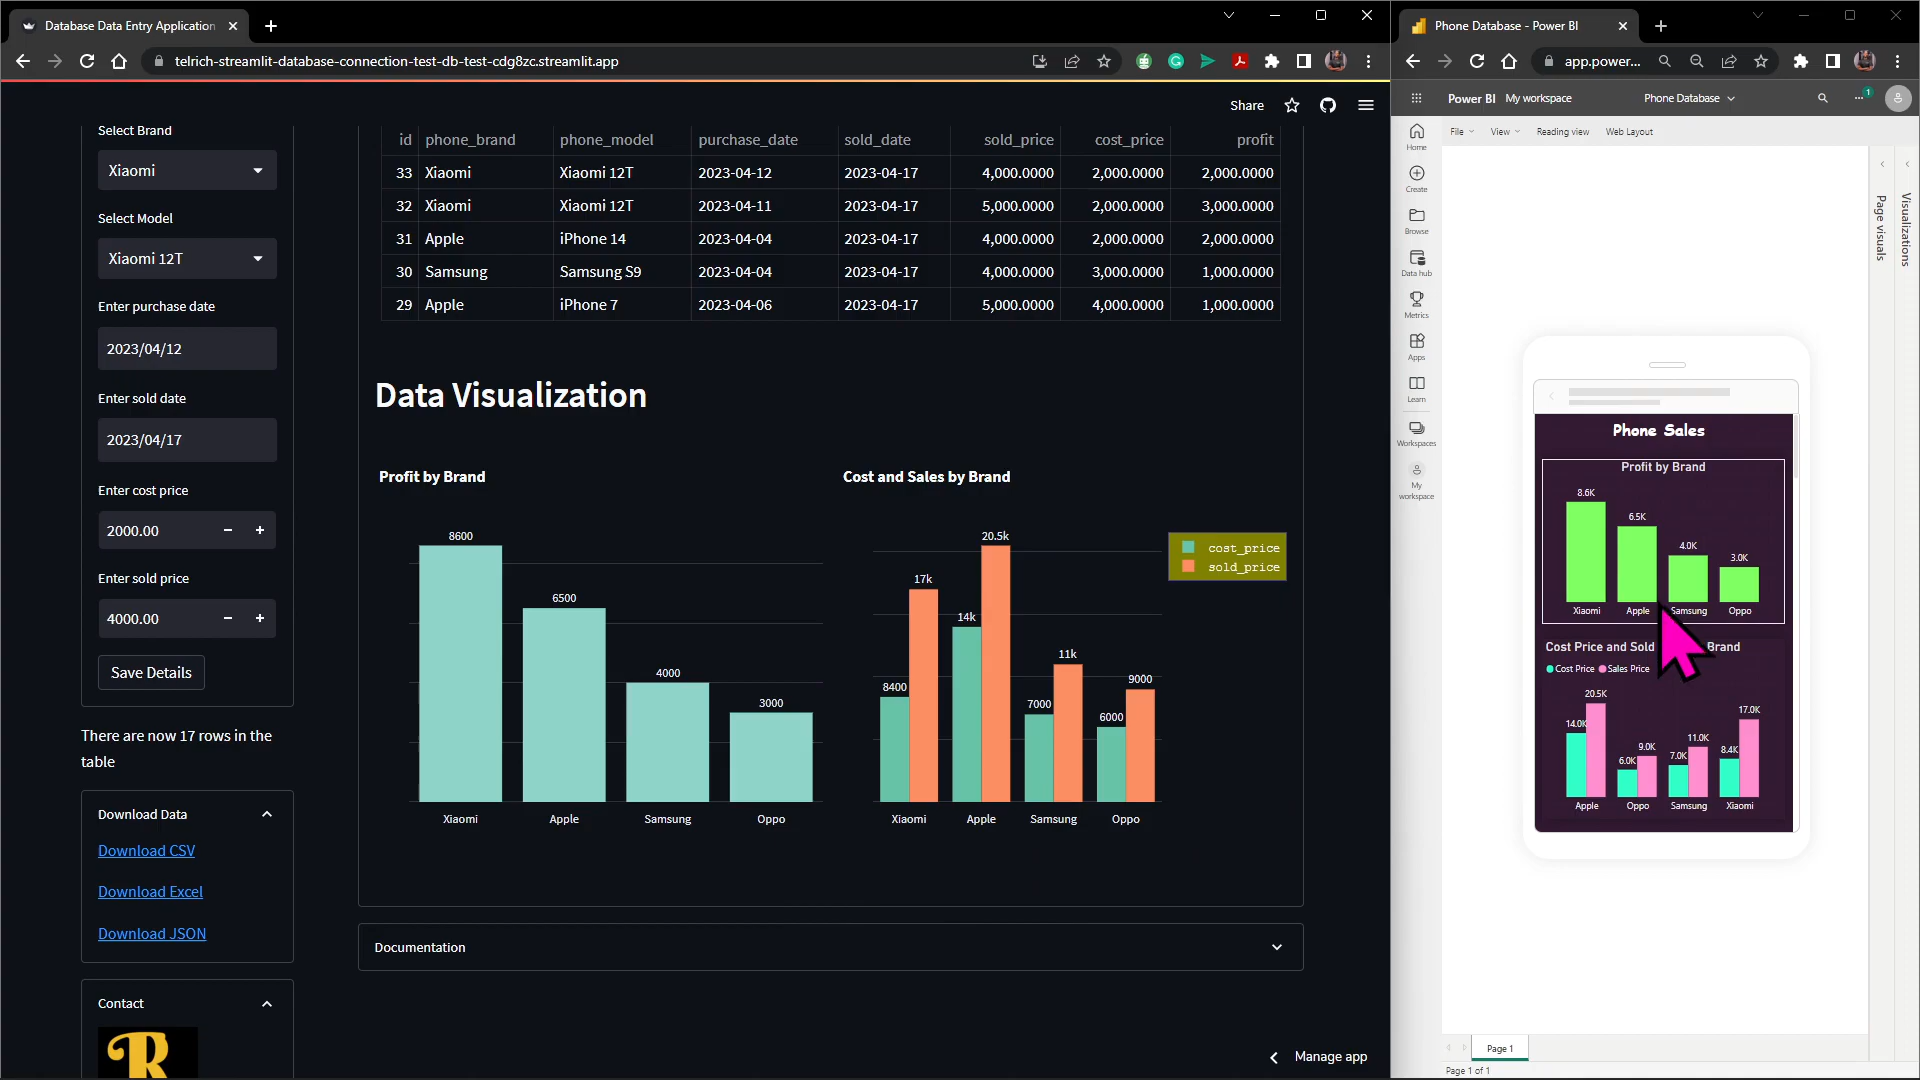 Database Data Entry Application
telrich-streamlit-database-connection-test-db-test-cdg8zc.streamlit.app
Share
Select Brand
Xiaomi
Select Model
Xiaomi 12T
Enter purchase date
2023/04/12
Enter sold date
2023/04/17
Enter cost price
2000.00
Enter sold price
4000.00
Save Details
There are now 17 rows in the
table
Download Data
Download CSV
Download Excel
Download JSON
Contact
R
id phone_brand phone_model purchase_date sold_date sold_price cost_price profit
33 Xiaomi Xiaomi 12T 2023-04-12 2023-04-17 4,000.0000 2,000.0000 2,000.0000
32 Xiaomi Xiaomi 12T 2023-04-11 2023-04-17 5,000.0000 2,000.0000 3,000.0000
31 Apple iPhone 14 2023-04-04 2023-04-17 4,000.0000 2,000.0000 2,000.0000
30 Samsung Samsung S9 2023-04-04 2023-04-17 4,000.0000 3,000.0000 1,000.0000
29 Apple iPhone 7 2023-04-06 2023-04-17 5,000.0000 4,000.0000 1,000.0000
Data Visualization
Profit by Brand
8600
6500
4000
3000
Xiaomi Apple Samsung Oppo
Cost and Sales by Brand
20.5k
17k
14k
11k
8400
7000
9000
6000
Xiaomi Apple Samsung Oppo
cost_price
sold_price
Documentation
Manage app
Phone Database - Power BI
app.power...
Power BI My workspace
Phone Database
1
File View Reading view Web Layout
Home
Create
Browse
Data hub
Metrics
Apps
Learn
Workspaces
My
workspace
Page visuals
Visualizations
Phone Sales
Profit by Brand
8.6K
6.5K
4.0K
3.0K
Xiaomi Apple Samsung Oppo
Cost Price and Sold Brand
Cost Price Sales Price
20.5K
14.0K
9.0K
6.0K
11.0K
7.0K
17.0K
8.4K
Apple Oppo Samsung Xiaomi
Page 1
Page 1 of 1